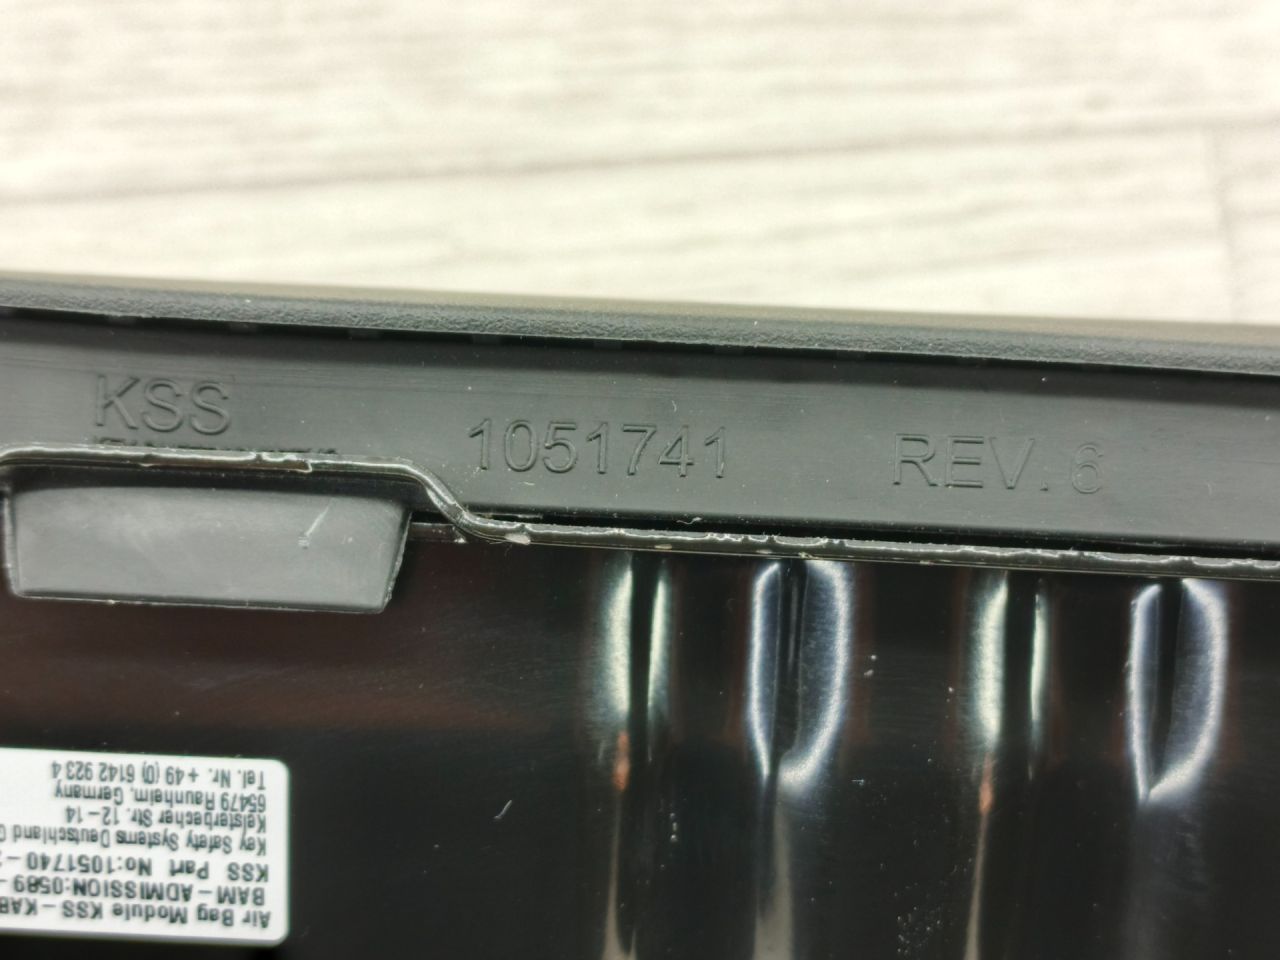 KSS
1051741
REV. 6
Air Bag Module KSS-KAB
BAM-ADMISSION:0589-
KSS Part No:1051740-
Key Safety Systems Deutschland
Kelsterbacher Str. 12-14
65479 Raunheim, Germany
Tel. Nr. +49 (0) 6142 923 4